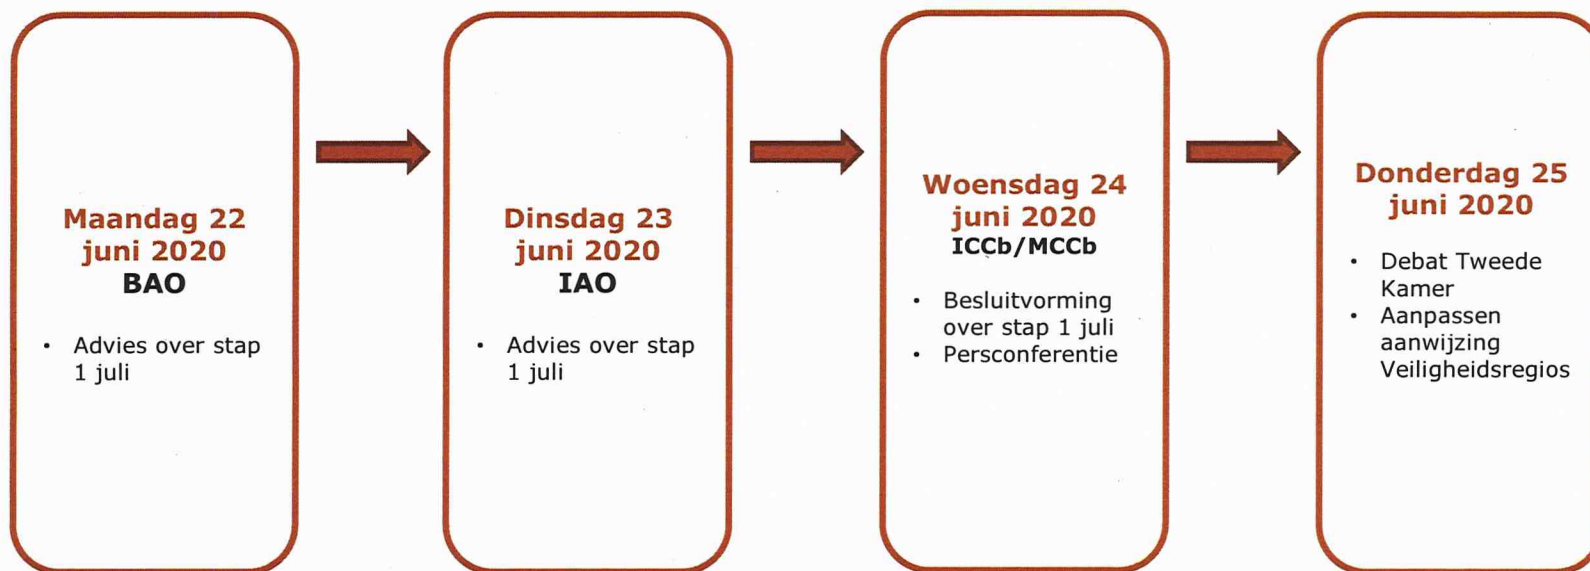 Maandag 22
juni 2020
BAO
• Advies over stap
1 juli
Dinsdag 23
juni 2020
IAO
• Advies over stap
1 juli
Woensdag 24
juni 2020
ICCb/MCCb
• Besluitvorming
over stap 1 juli
• Persconferentie
Donderdag 25
juni 2020
• Debat Tweede
Kamer
• Aanpassen
aanwijzing
Veiligheidsregios